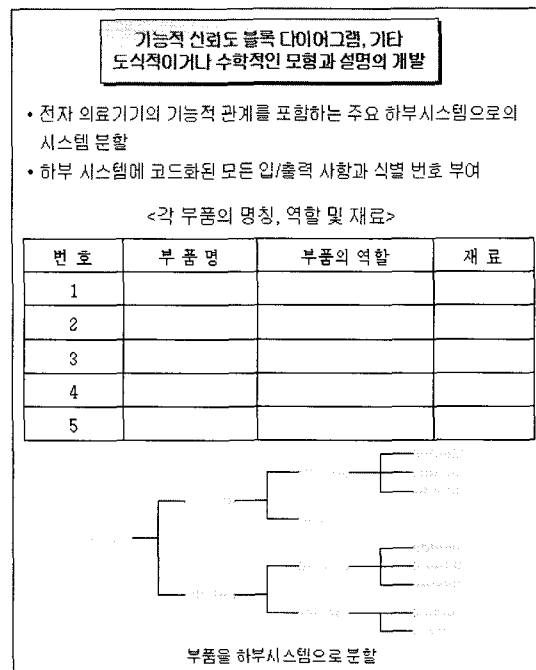 기능적 신뢰도 블록 다이어그램, 기타
도식적이거나 수학적인 모형과 설명의 개발
• 전자 의료기기의 기능적 관계를 포함하는 주요 하부시스템으로의
시스템 분할
• 하부 시스템에 코드화된 모든 입/출력 사항과 식별 번호 부여
<각 부품의 명칭, 역할 및 재료>
번 호 부 품 명 부품의 역할 재 료
1
2
3
4
5
부품을 하부시스템으로 분할